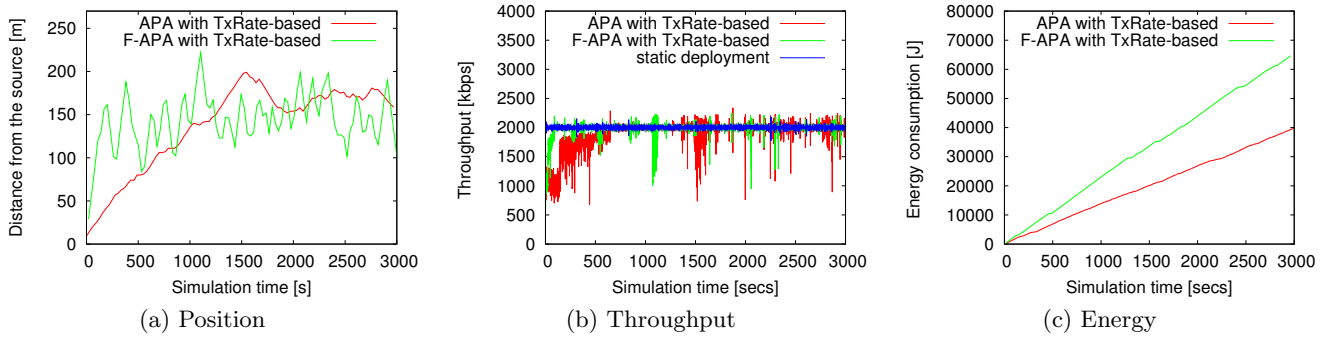 Distance from the source [m]
250
200
150
100
50
0
APA with TxRate-based
F-APA with TxRate-based
0 500 1000 1500 2000 2500 3000
Simulation time [s]
(a) Position
Throughput [kbps]
4000
3500
3000
2500
2000
1500
1000
500
0
APA with TxRate-based
F-APA with TxRate-based
static deployment
0 500 1000 1500 2000 2500 3000
Simulation time [secs]
(b) Throughput
Energy consumption [J]
80000
70000
60000
50000
40000
30000
20000
10000
0
APA with TxRate-based
F-APA with TxRate-based
0 500 1000 1500 2000 2500 3000
Simulation time [secs]
(c) Energy